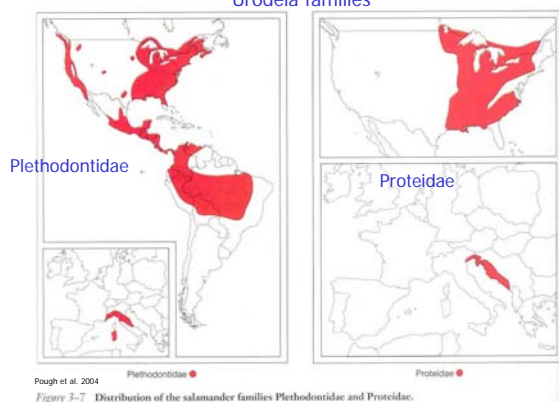 Urodela families
Plethodontidae
Proteidae
Plethodontidae
Proteidae
Pough et al. 2004
Figure 3–7 Distribution of the salamander families Plethodontidae and Proteidae.